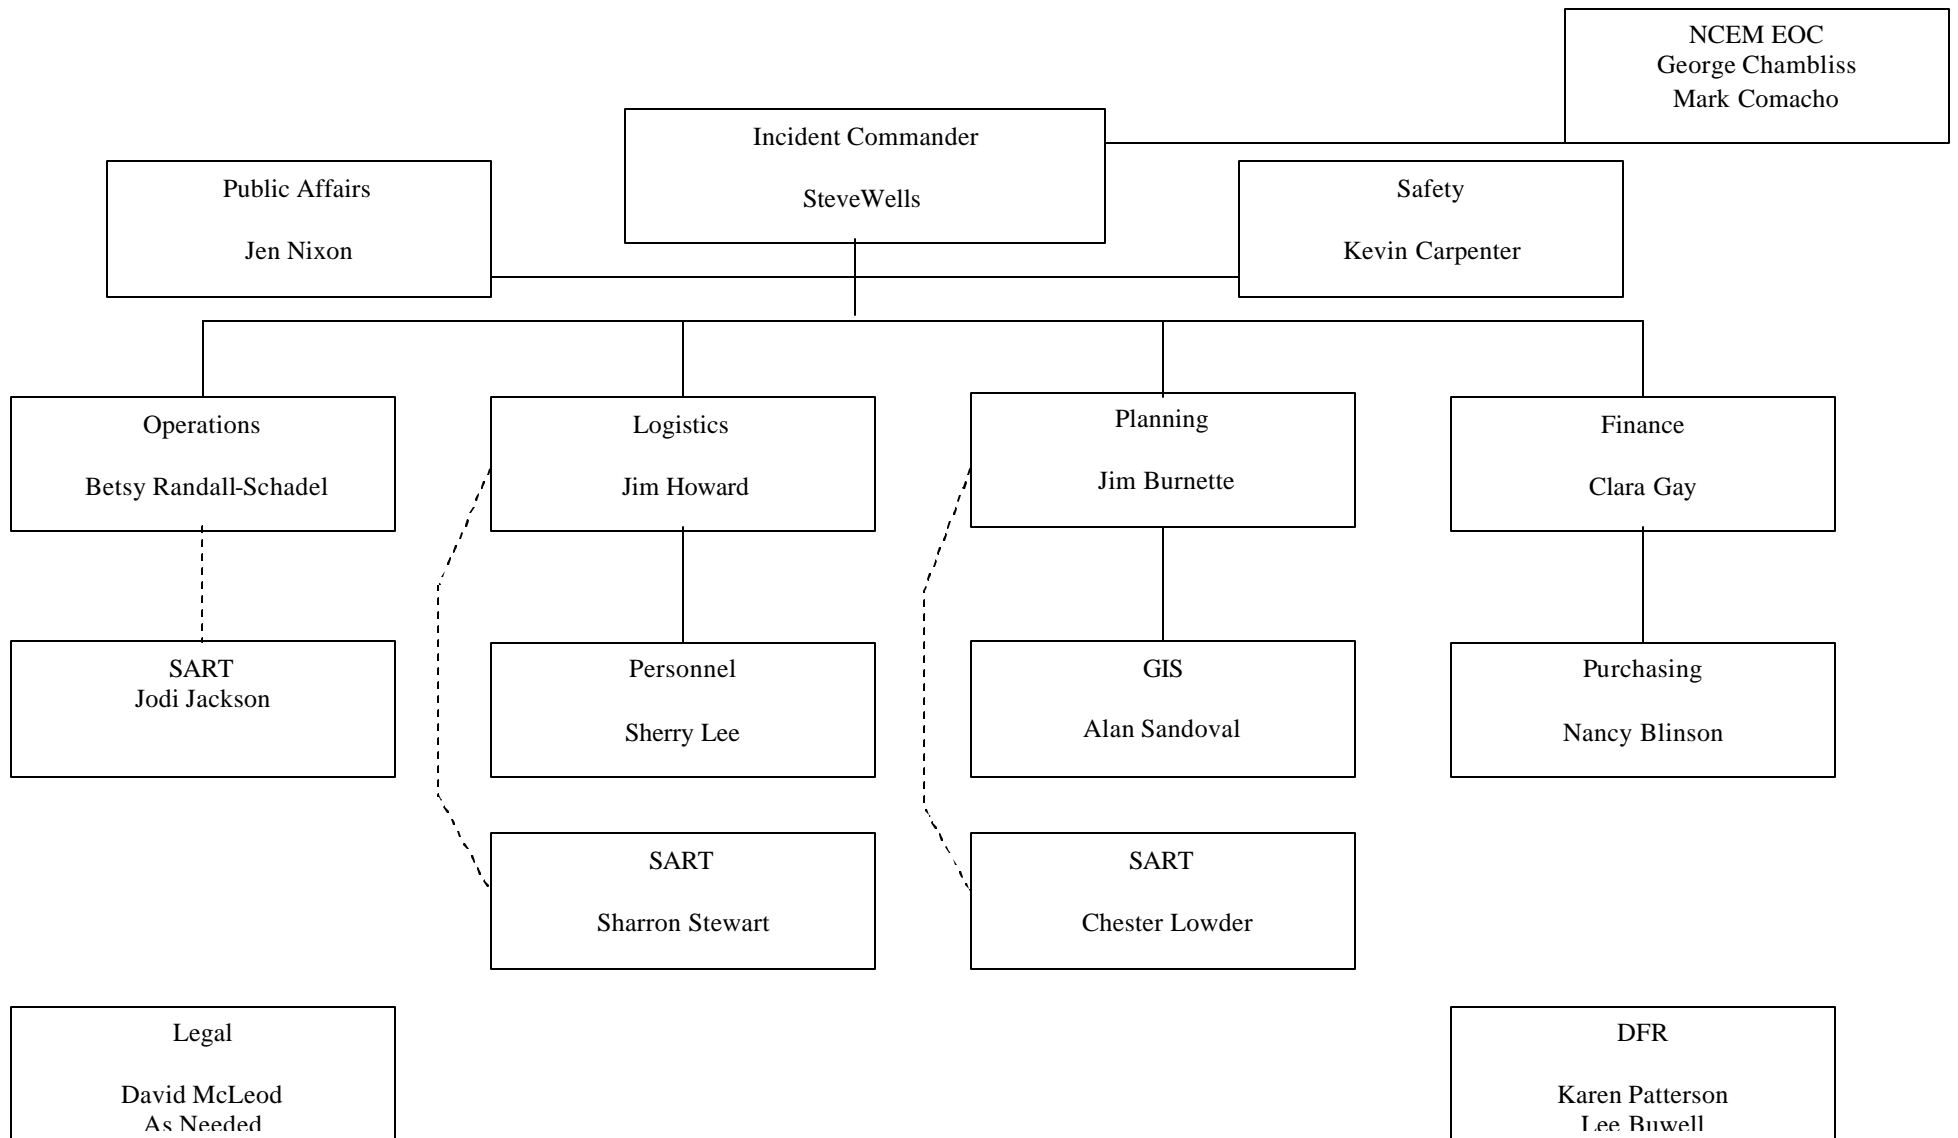 NCEM EOC
George Chambliss
Mark Comacho
Incident Commander
SteveWells
Public Affairs
Jen Nixon
Safety
Kevin Carpenter
Operations
Betsy Randall-Schadel
Logistics
Jim Howard
Planning
Jim Burnette
Finance
Clara Gay
SART
Jodi Jackson
Personnel
Sherry Lee
GIS
Alan Sandoval
Purchasing
Nancy Blinson
SART
Sharron Stewart
SART
Chester Lowder
Legal
David McLeod
As Needed
DFR
Karen Patterson
Lee Buwell